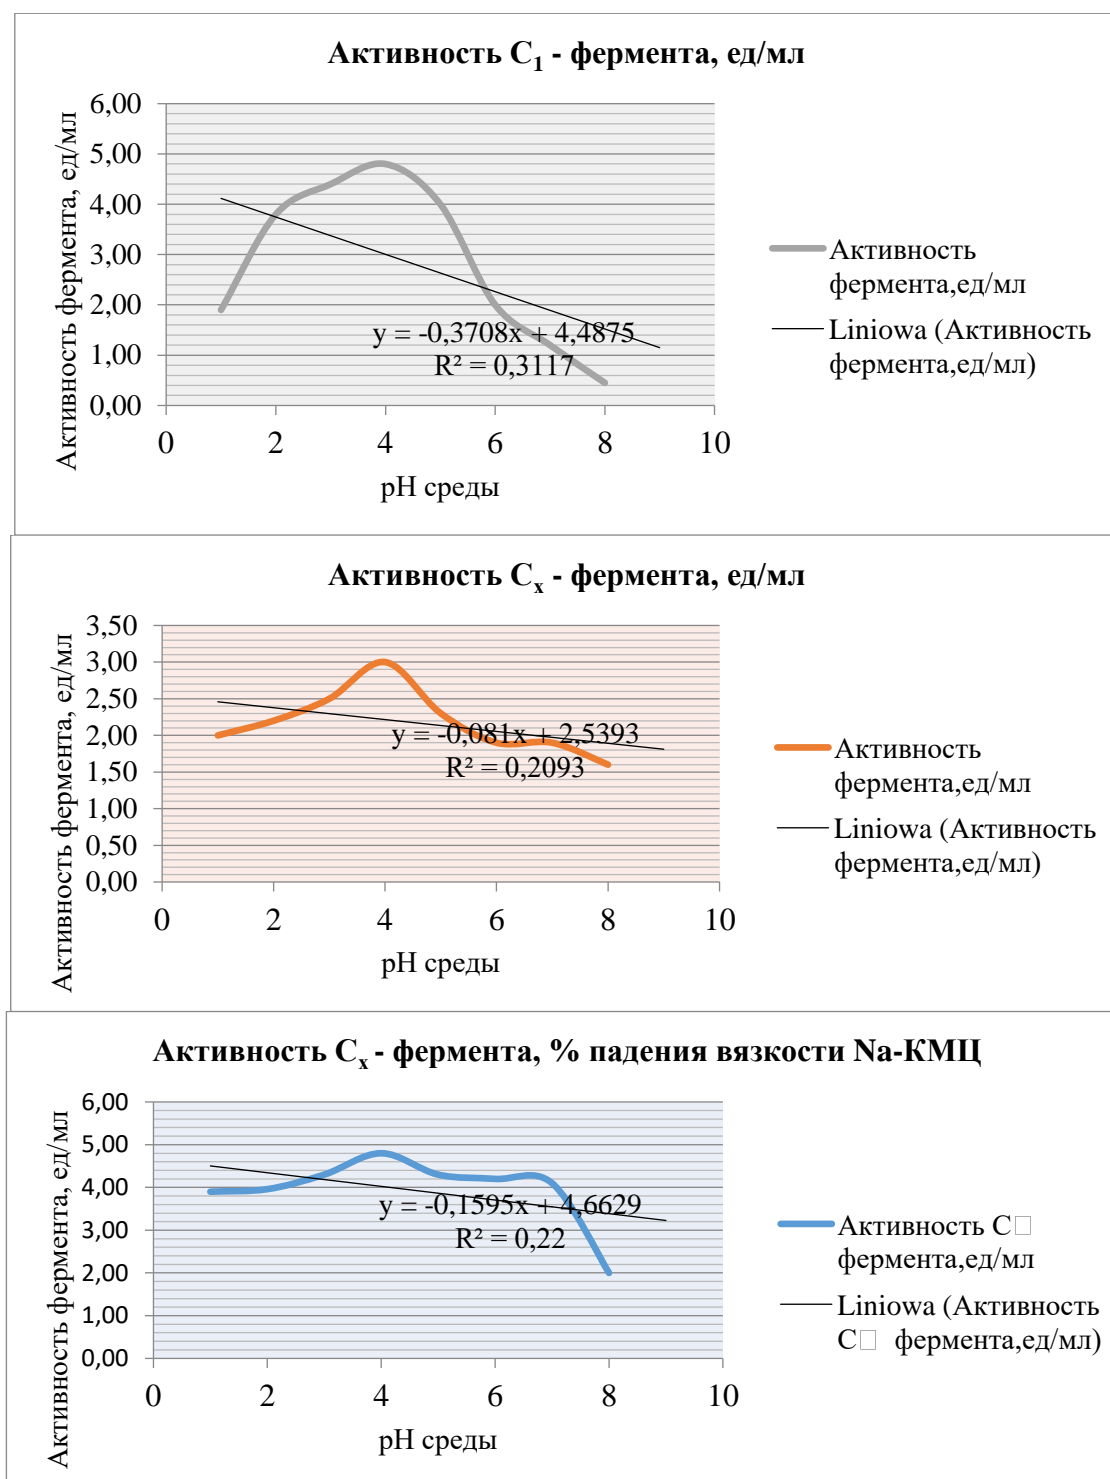 Активность С₁ - фермента, ед/мл
Активность фермента, ед/мл
6,00
5,00
4,00
3,00
2,00
1,00
0,00
y = -0,3708x + 4,4875
R² = 0,3117
0 2 4 6 8 10
рН среды
Активность
фермента,ед/мл
Liniowa (Активность
фермента,ед/мл)
Активность Сₓ - фермента, ед/мл
Активность фермента, ед/мл
3,50
3,00
2,50
2,00
1,50
1,00
0,50
0,00
y = -0,081x + 2,5393
R² = 0,2093
0 2 4 6 8 10
рН среды
Активность
фермента,ед/мл
Liniowa (Активность
фермента,ед/мл)
Активность Сₓ - фермента, % падения вязкости Na-КМЦ
Активность фермента, ед/мл
6,00
5,00
4,00
3,00
2,00
1,00
0,00
y = -0,1595x + 4,6629
R² = 0,22
0 2 4 6 8 10
рН среды
Активность С□
фермента,ед/мл
Liniowa (Активность
С□ фермента,ед/мл)